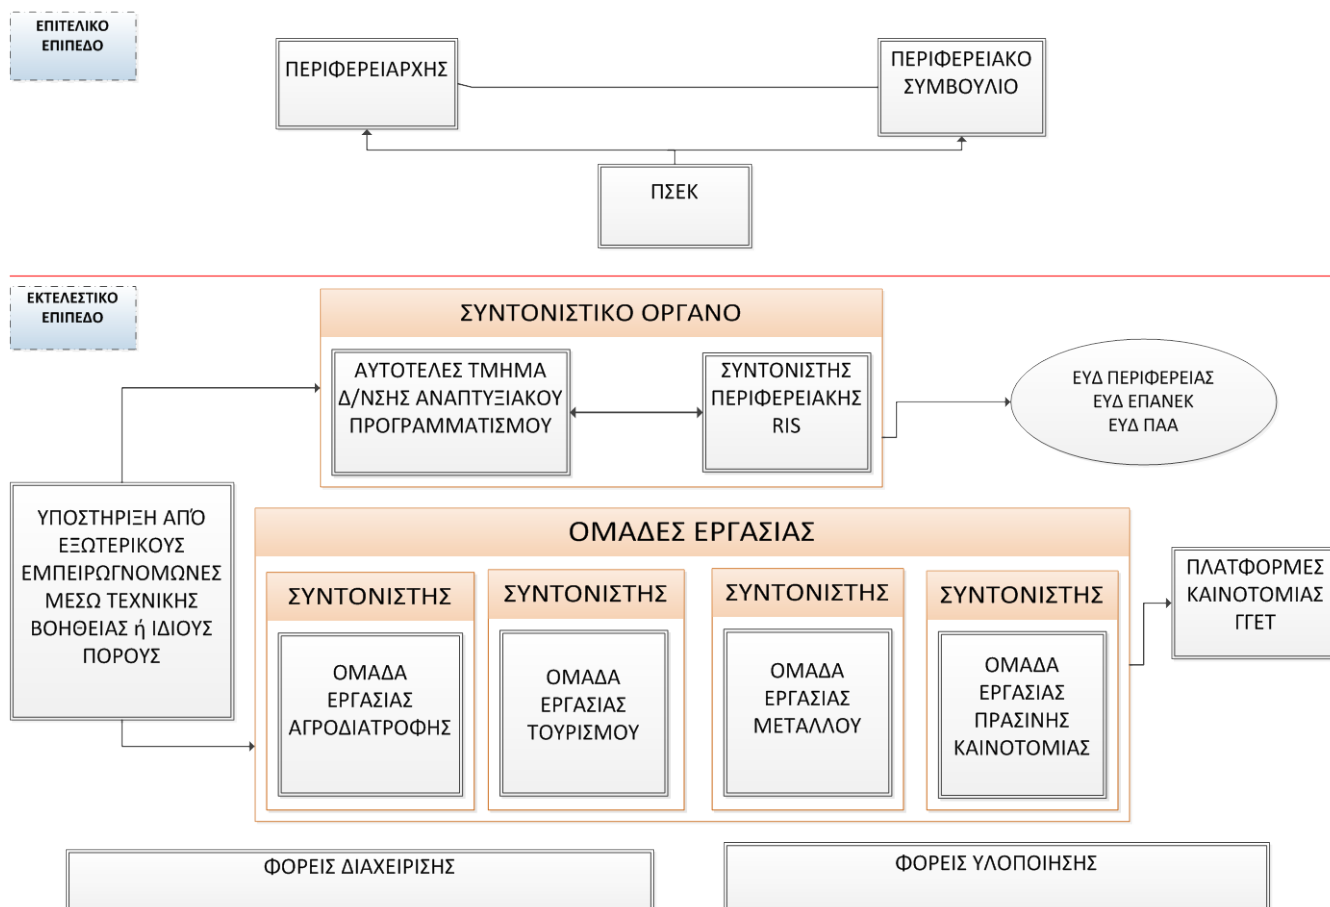 ΕΠΙΤΕΛΙΚΟ
ΕΠΙΠΕΔΟ
ΠΕΡΙΦΕΡΕΙΑΡΧΗΣ
ΠΕΡΙΦΕΡΕΙΑΚΟ
ΣΥΜΒΟΥΛΙΟ
ΠΣΕΚ
ΕΚΤΕΛΕΣΤΙΚΟ
ΕΠΙΠΕΔΟ
ΣΥΝΤΟΝΙΣΤΙΚΟ ΟΡΓΑΝΟ
ΑΥΤΟΤΕΛΕΣ ΤΜΗΜΑ
Δ/ΝΣΗΣ ΑΝΑΠΤΥΞΙΑΚΟΥ
ΠΡΟΓΡΑΜΜΑΤΙΣΜΟΥ
ΣΥΝΤΟΝΙΣΤΗΣ
ΠΕΡΙΦΕΡΕΙΑΚΗΣ
RIS
ΕΥΔ ΠΕΡΙΦΕΡΕΙΑΣ
ΕΥΔ ΕΠΑΝΕΚ
ΕΥΔ ΠΑΑ
ΥΠΟΣΤΗΡΙΞΗ ΑΠΌ
ΕΞΩΤΕΡΙΚΟΥΣ
ΕΜΠΕΙΡΩΓΝΟΜΩΝΕΣ
ΜΕΣΩ ΤΕΧΝΙΚΗΣ
ΒΟΗΘΕΙΑΣ ή ΙΔΙΟΥΣ
ΠΟΡΟΥΣ
ΟΜΑΔΕΣ ΕΡΓΑΣΙΑΣ
ΣΥΝΤΟΝΙΣΤΗΣ
ΟΜΑΔΑ
ΕΡΓΑΣΙΑΣ
ΑΓΡΟΔΙΑΤΡΟΦΗΣ
ΣΥΝΤΟΝΙΣΤΗΣ
ΟΜΑΔΑ
ΕΡΓΑΣΙΑΣ
ΤΟΥΡΙΣΜΟΥ
ΣΥΝΤΟΝΙΣΤΗΣ
ΟΜΑΔΑ
ΕΡΓΑΣΙΑΣ
ΜΕΤΑΛΛΟΥ
ΣΥΝΤΟΝΙΣΤΗΣ
ΟΜΑΔΑ
ΕΡΓΑΣΙΑΣ
ΠΡΑΣΙΝΗΣ
ΚΑΙΝΟΤΟΜΙΑΣ
ΠΛΑΤΦΟΡΜΕΣ
ΚΑΙΝΟΤΟΜΙΑΣ
ΓΓΕΤ
ΦΟΡΕΙΣ ΔΙΑΧΕΙΡΙΣΗΣ
ΦΟΡΕΙΣ ΥΛΟΠΟΙΗΣΗΣ